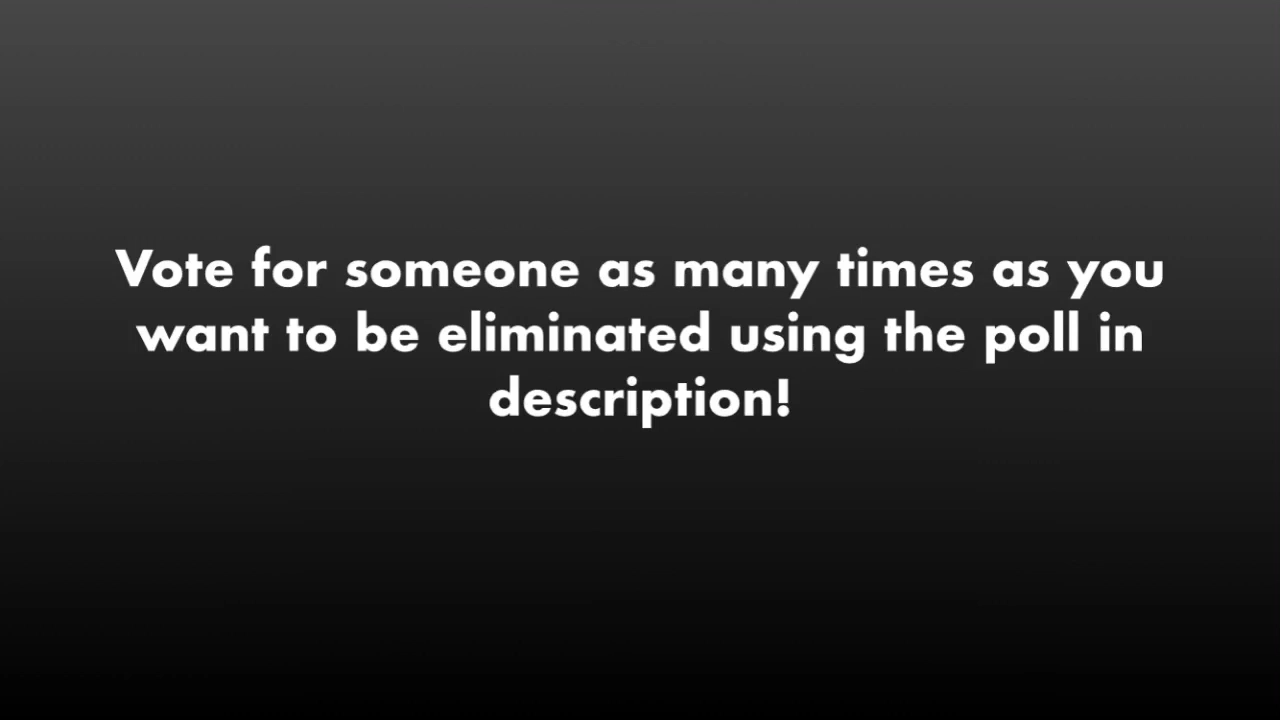 Vote for someone as many times as you
want to be eliminated using the poll in
description!